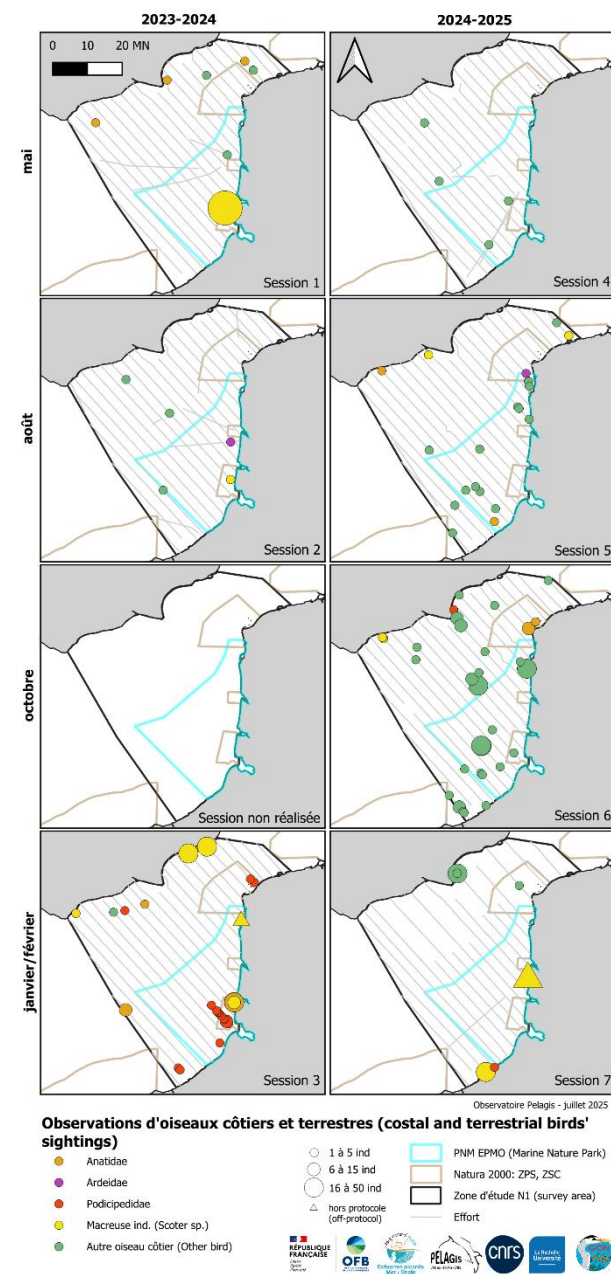 2023-2024
2024-2025
0 10 20 MN
mai
Session 1
Session 4
août
Session 2
Session 5
octobre
Session non réalisée
Session 6
janvier/février
Session 3
Session 7
Observatoire Pelagis - juillet 2025
Observations d'oiseaux côtiers et terrestres (costal and terrestrial birds'
sightings)
Anatidae
Ardeidae
Podicipedidae
Macreuse ind. (Scoter sp.)
Autre oiseau côtier (Other bird)
1 à 5 ind
6 à 15 ind
16 à 50 ind
hors protocole
(off-protocol)
PNM EPMO (Marine Nature Park)
Natura 2000: ZPS, ZSC
Zone d'étude N1 (survey area)
Effort
RÉPUBLIQUE
FRANÇAISE
OFB
PELAGIS
cnrs
La Rochelle
Université